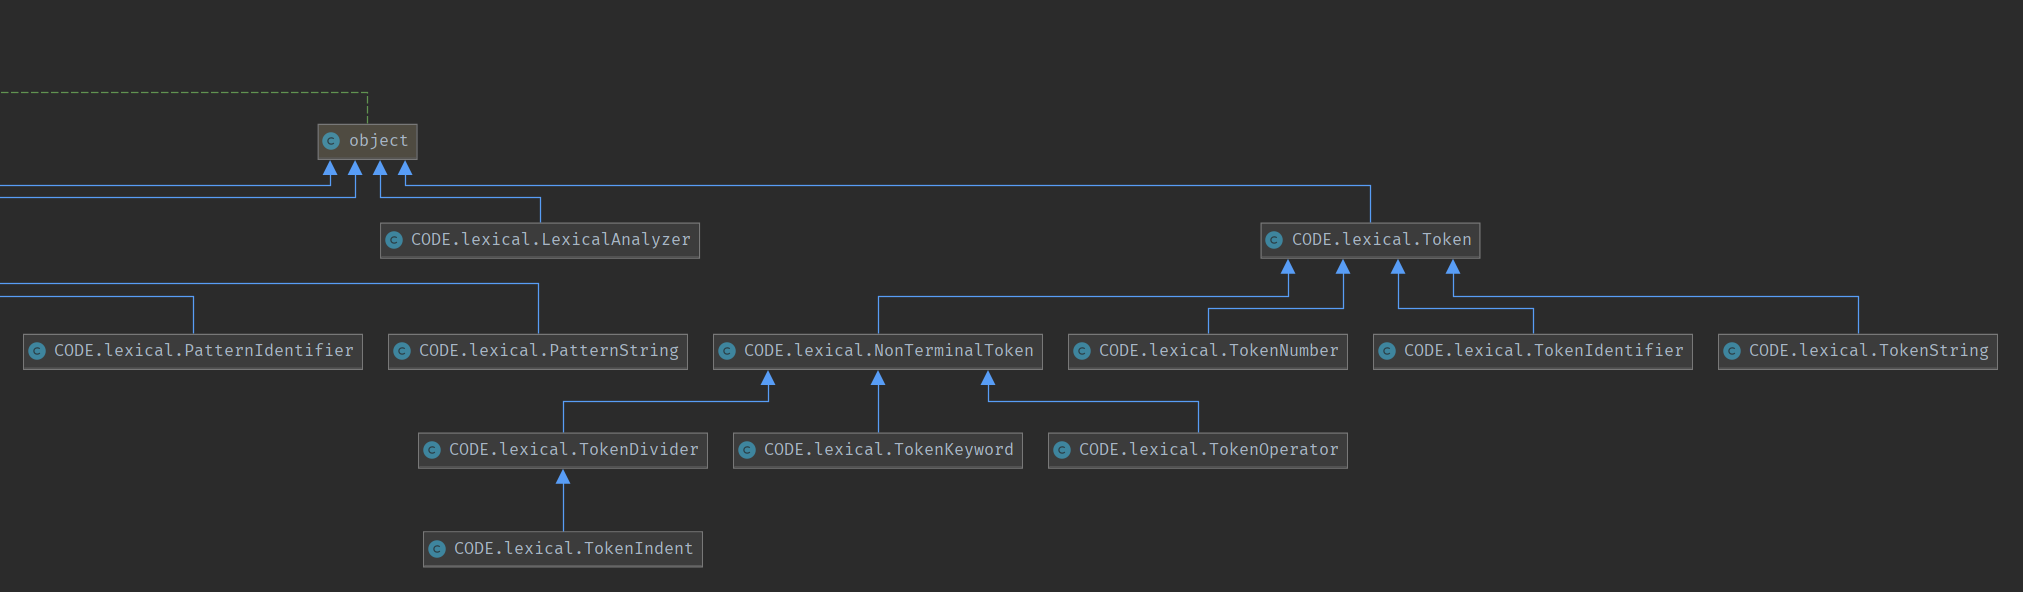 object
CODE.lexical.LexicalAnalyzer
CODE.lexical.Token
CODE.lexical.PatternIdentifier
CODE.lexical.PatternString
CODE.lexical.NonTerminalToken
CODE.lexical.TokenNumber
CODE.lexical.TokenIdentifier
CODE.lexical.TokenString
CODE.lexical.TokenDivider
CODE.lexical.TokenKeyword
CODE.lexical.TokenOperator
CODE.lexical.TokenIndent